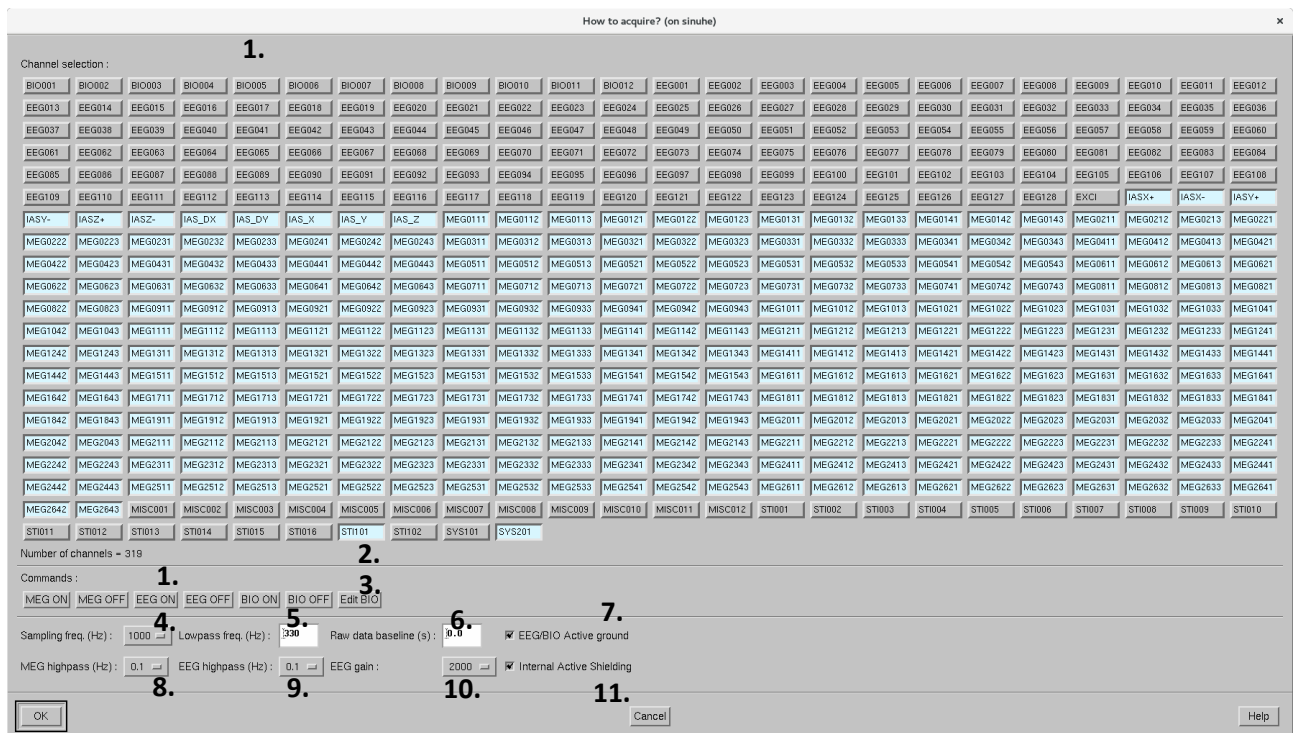 How to acquire? (on sinuhe) ×
1.
Channel selection :
BIO001 BIO002 BIO003 BIO004 BIO005 BIO006 BIO007 BIO008 BIO009 BIO010 BIO011 BIO012 EEG001 EEG002 EEG003 EEG004 EEG005 EEG006 EEG007 EEG008 EEG009 EEG010 EEG011 EEG012
EEG013 EEG014 EEG015 EEG016 EEG017 EEG018 EEG019 EEG020 EEG021 EEG022 EEG023 EEG024 EEG025 EEG026 EEG027 EEG028 EEG029 EEG030 EEG031 EEG032 EEG033 EEG034 EEG035 EEG036
EEG037 EEG038 EEG039 EEG040 EEG041 EEG042 EEG043 EEG044 EEG045 EEG046 EEG047 EEG048 EEG049 EEG050 EEG051 EEG052 EEG053 EEG054 EEG055 EEG056 EEG057 EEG058 EEG059 EEG060
EEG061 EEG062 EEG063 EEG064 EEG065 EEG066 EEG067 EEG068 EEG069 EEG070 EEG071 EEG072 EEG073 EEG074 EEG075 EEG076 EEG077 EEG078 EEG079 EEG080 EEG081 EEG082 EEG083 EEG084
EEG085 EEG086 EEG087 EEG088 EEG089 EEG090 EEG091 EEG092 EEG093 EEG094 EEG095 EEG096 EEG097 EEG098 EEG099 EEG100 EEG101 EEG102 EEG103 EEG104 EEG105 EEG106 EEG107 EEG108
EEG109 EEG110 EEG111 EEG112 EEG113 EEG114 EEG115 EEG116 EEG117 EEG118 EEG119 EEG120 EEG121 EEG122 EEG123 EEG124 EEG125 EEG126 EEG127 EEG128 EXCI IASX+ IASX- IASY+
IASY- IASZ+ IASZ- IAS_DX IAS_DY IAS_X IAS_Y IAS_Z MEG0111 MEG0112 MEG0113 MEG0121 MEG0122 MEG0123 MEG0131 MEG0132 MEG0133 MEG0141 MEG0142 MEG0143 MEG0211 MEG0212 MEG0213 MEG0221
MEG0222 MEG0223 MEG0231 MEG0232 MEG0233 MEG0241 MEG0242 MEG0243 MEG0311 MEG0312 MEG0313 MEG0321 MEG0322 MEG0323 MEG0331 MEG0332 MEG0333 MEG0341 MEG0342 MEG0343 MEG0411 MEG0412 MEG0413 MEG0421
MEG0422 MEG0423 MEG0431 MEG0432 MEG0433 MEG0441 MEG0442 MEG0443 MEG0511 MEG0512 MEG0513 MEG0521 MEG0522 MEG0523 MEG0531 MEG0532 MEG0533 MEG0541 MEG0542 MEG0543 MEG0611 MEG0612 MEG0613 MEG0621
MEG0622 MEG0623 MEG0631 MEG0632 MEG0633 MEG0641 MEG0642 MEG0643 MEG0711 MEG0712 MEG0713 MEG0721 MEG0722 MEG0723 MEG0731 MEG0732 MEG0733 MEG0741 MEG0742 MEG0743 MEG0811 MEG0812 MEG0813 MEG0821
MEG0822 MEG0823 MEG0911 MEG0912 MEG0913 MEG0921 MEG0922 MEG0923 MEG0931 MEG0932 MEG0933 MEG0941 MEG0942 MEG0943 MEG1011 MEG1012 MEG1013 MEG1021 MEG1022 MEG1023 MEG1031 MEG1032 MEG1033 MEG1041
MEG1042 MEG1043 MEG1111 MEG1112 MEG1113 MEG1121 MEG1122 MEG1123 MEG1131 MEG1132 MEG1133 MEG1141 MEG1142 MEG1143 MEG1211 MEG1212 MEG1213 MEG1221 MEG1222 MEG1223 MEG1231 MEG1232 MEG1233 MEG1241
MEG1242 MEG1243 MEG1311 MEG1312 MEG1313 MEG1321 MEG1322 MEG1323 MEG1331 MEG1332 MEG1333 MEG1341 MEG1342 MEG1343 MEG1411 MEG1412 MEG1413 MEG1421 MEG1422 MEG1423 MEG1431 MEG1432 MEG1433 MEG1441
MEG1442 MEG1443 MEG1511 MEG1512 MEG1513 MEG1521 MEG1522 MEG1523 MEG1531 MEG1532 MEG1533 MEG1541 MEG1542 MEG1543 MEG1611 MEG1612 MEG1613 MEG1621 MEG1622 MEG1623 MEG1631 MEG1632 MEG1633 MEG1641
MEG1642 MEG1643 MEG1711 MEG1712 MEG1713 MEG1721 MEG1722 MEG1723 MEG1731 MEG1732 MEG1733 MEG1741 MEG1742 MEG1743 MEG1811 MEG1812 MEG1813 MEG1821 MEG1822 MEG1823 MEG1831 MEG1832 MEG1833 MEG1841
MEG1842 MEG1843 MEG1911 MEG1912 MEG1913 MEG1921 MEG1922 MEG1923 MEG1931 MEG1932 MEG1933 MEG1941 MEG1942 MEG1943 MEG2011 MEG2012 MEG2013 MEG2021 MEG2022 MEG2023 MEG2031 MEG2032 MEG2033 MEG2041
MEG2042 MEG2043 MEG2111 MEG2112 MEG2113 MEG2121 MEG2122 MEG2123 MEG2131 MEG2132 MEG2133 MEG2141 MEG2142 MEG2143 MEG2211 MEG2212 MEG2213 MEG2221 MEG2222 MEG2223 MEG2231 MEG2232 MEG2233 MEG2241
MEG2242 MEG2243 MEG2311 MEG2312 MEG2313 MEG2321 MEG2322 MEG2323 MEG2331 MEG2332 MEG2333 MEG2341 MEG2342 MEG2343 MEG2411 MEG2412 MEG2413 MEG2421 MEG2422 MEG2423 MEG2431 MEG2432 MEG2433 MEG2441
MEG2442 MEG2443 MEG2511 MEG2512 MEG2513 MEG2521 MEG2522 MEG2523 MEG2531 MEG2532 MEG2533 MEG2541 MEG2542 MEG2543 MEG2611 MEG2612 MEG2613 MEG2621 MEG2622 MEG2623 MEG2631 MEG2632 MEG2633 MEG2641
MEG2642 MEG2643 MISC001 MISC002 MISC003 MISC004 MISC005 MISC006 MISC007 MISC008 MISC009 MISC010 MISC011 MISC012 STI001 STI002 STI003 STI004 STI005 STI006 STI007 STI008 STI009 STI010
STI011 STI012 STI013 STI014 STI015 STI016 STI101 STI102 SYS101 SYS201
Number of channels = 319
2.
Commands :
1.
3.
MEG ON MEG OFF EEG ON EEG OFF BIO ON BIO OFF Edit BIO
4. 5. 6. 7.
Sampling freq. (Hz) : 1000 Lowpass freq. (Hz) : 330 Raw data baseline (s) : 0.0 EEG/BIO Active ground
MEG highpass (Hz) : 0.1 EEG highpass (Hz) : 0.1 EEG gain : 2000 Internal Active Shielding
8. 9. 10. 11.
OK Cancel Help